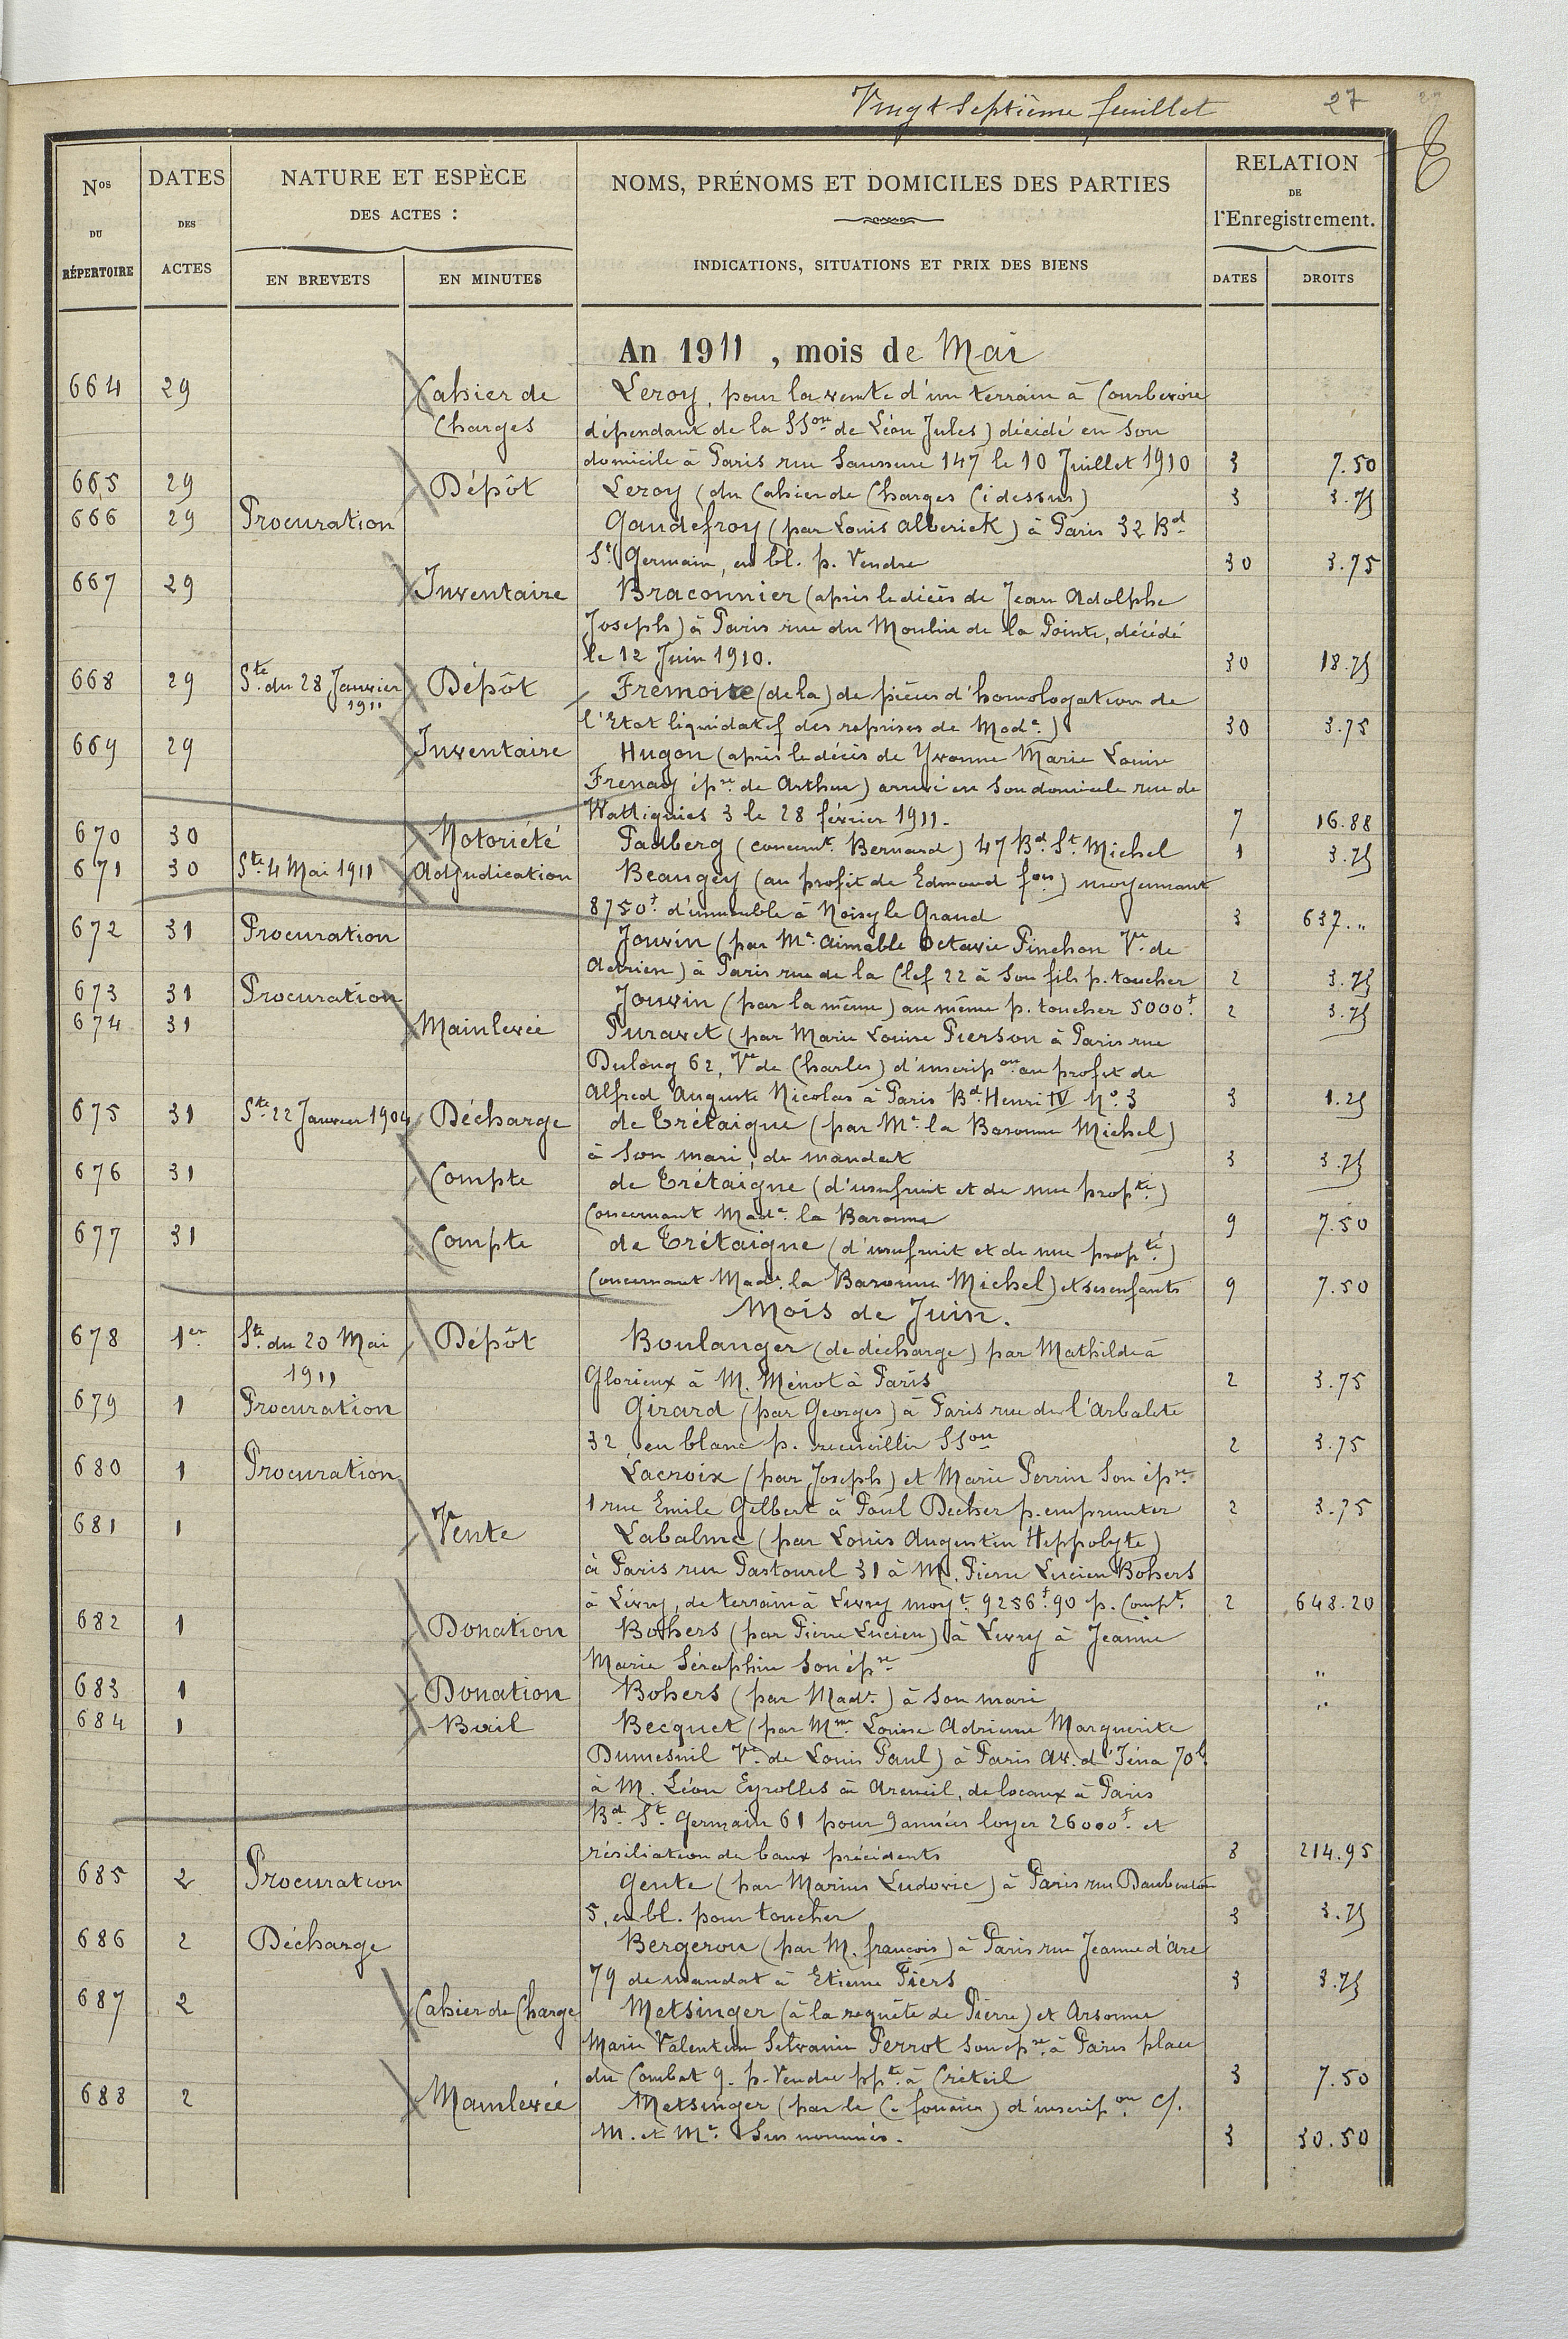 Vingt Septième feuillet 27
Nos DU RÉPERTOIRE
DATES DES ACTES
NATURE ET ESPÈCE DES ACTES :
EN BREVETS
EN MINUTES
NOMS, PRÉNOMS ET DOMICILES DES PARTIES
INDICATIONS, SITUATIONS ET PRIX DES BIENS
RELATION DE l'Enregistrement.
DATES
DROITS
An 1911 , mois de Mai
664 29 Cahier de Leroy, pour la vente d'un terrain à Courbevoie
Charges dépendant de la SSon de Léon Jules) décédé en son
domicile à Paris rue Saussure 147 le 10 Juillet 1910 3 7.50
665 29 Dépôt Leroy (du Cahier de Charges Ci dessus) 3 3.75
666 29 Procuration Gaudefroy (par Louis Alberick) à Paris 32 Bd
St Germain, en bl. p. Vendre 30 3.75
667 29 Inventaire Braconnier (après le décès de Jean Adolphe
Joseph) à Paris rue du Moulin de la Pointe, décédé
le 12 Juin 1910. 30 18.75
668 29 Ste du 28 Janvier 1911 Dépôt Fremoise (de la) de pièces d'homologation de
l'Etat liquidatif des reprises de Made.) 30 3.75
669 29 Inventaire Hugon (après le décès de Yvonne Marie Louise
Frenay épse. de Arthur) arrivé en son domicile rue de
Wattignies 3 le 28 février 1911. 7 16.88
670 30 Notoriété Padberg (concernt. Bernard) 47 Bd. St. Michel 1 3.75
671 30 Ste 4 Mai 1911 Adjudication Beaugey (au profit de Edmond fon) moyennant
8750f. d'immeuble à Noisy le Grand 3 637. "
672 31 Procuration Jouvin (par Me. Aimable Octavie Pinchon Ve. de
Adrien) à Paris rue de la Clef 22 à son fils p. toucher 2 3.75
673 31 Procuration Jouvin (par la même) au même p. toucher 5000f. 2 3.75
674 31 Mainlevée Puravet (par Marie Louise Pierson à Paris rue
Dulong 62, Ve de Charles) d'inscripon. au profit de
Alfred Auguste Nicolas à Paris Bd. Henri IV No. 3 3 1.25
675 31 Ste 22 Janvier 1904 Décharge de Trétaigne (par Me. la Baronne Michel)
à son mari, de mandat 3 3.75
676 31 Compte de Trétaigne (d'usufruit et de nue propté.)
Concernant Made. la Baronne 9 7.50
677 31 Compte de Trétaigne (d'usufruit et de nue propté.)
Concernant Made. la Baronne Michel) et ses enfants 9 7.50
Mois de Juin.
678 1er Ste. du 20 Mai Dépôt Boulanger (de décharge) par Mathilde à
1911 Glorieux à M. Ménot à Paris 2 3.75
679 1 Procuration Girard (par Georges) à Paris rue de l'Arbalete
32, en blanc p. recueillir SSon 2 3.75
680 1 Procuration Lacroix (par Joseph) et Marie Perrin son épse.
1 rue Emile Gilbert à Paul Decker p. emprunter 2 3.75
681 1 Vente Labalme (par Louis Augustin Hippolyte)
à Paris rue Pastourel 31 à M. Pierre Lucien Bohers
à Livry, de terrain à Livry moyt. 9256f.90 p. Compt. 2 648.20
682 1 Donation Bohers (par Pierre Lucien) à Livry à Jeanne
Marie Séraphin son épse "
683 1 Donation Bohers (par Made.) à son mari "
684 1 Bail Becquet (par Mme. Louise Adrienne Marguerite
Dumesnil Ve. de Louis Paul) à Paris Av. d'Iéna 70b.
à M. Léon Eyrolles à Arcueil, de locaux à Paris
Bd. St. Germain 61 pour 9 années loyer 26000f. et
résiliation de baux précédents 8 214.95
685 2 Procuration Gente (par Marius Ludovic) à Paris rue Daubenton
5, en bl. pour toucher 3 3.75
686 2 Décharge Bergeron (par M. françois) à Paris rue Jeanne d'Arc
79 de mandat à Etienne Fiers 3 3.75
687 2 Cahier de Charge Metsinger (à la requête de Pierre) et Arsonne
Marie Valentine Silvanie Perrot son epse. à Paris place
du Combat 9. p. Vendre ppté. à Créteil 3 7.50
688 2 Mainlevée Metsinger (par le C. foncier) d'inscripon. C/.
M. et Me. Sus nommés. 3 30.50